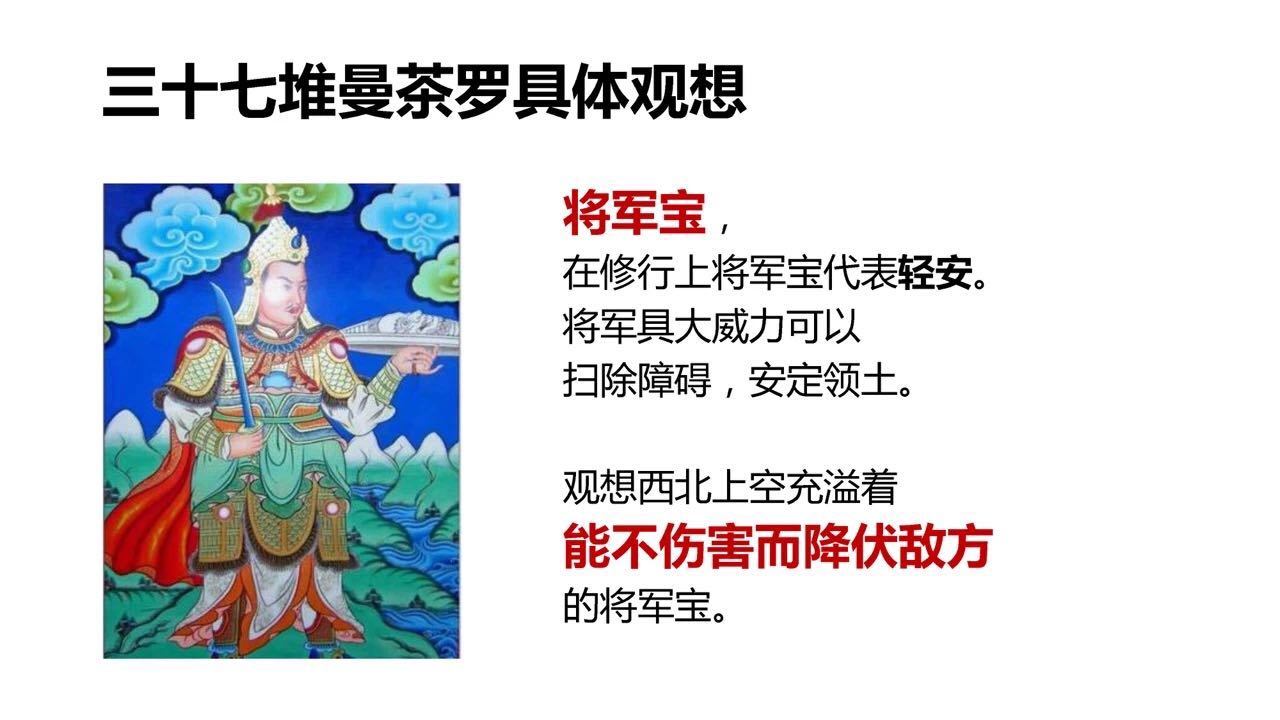 三十七堆曼茶罗具体观想
将军宝，
在修行上将军宝代表轻安。
将军具大威力可以
扫除障碍，安定领土。
观想西北上空充溢着
能不伤害而降伏敌方
的将军宝。